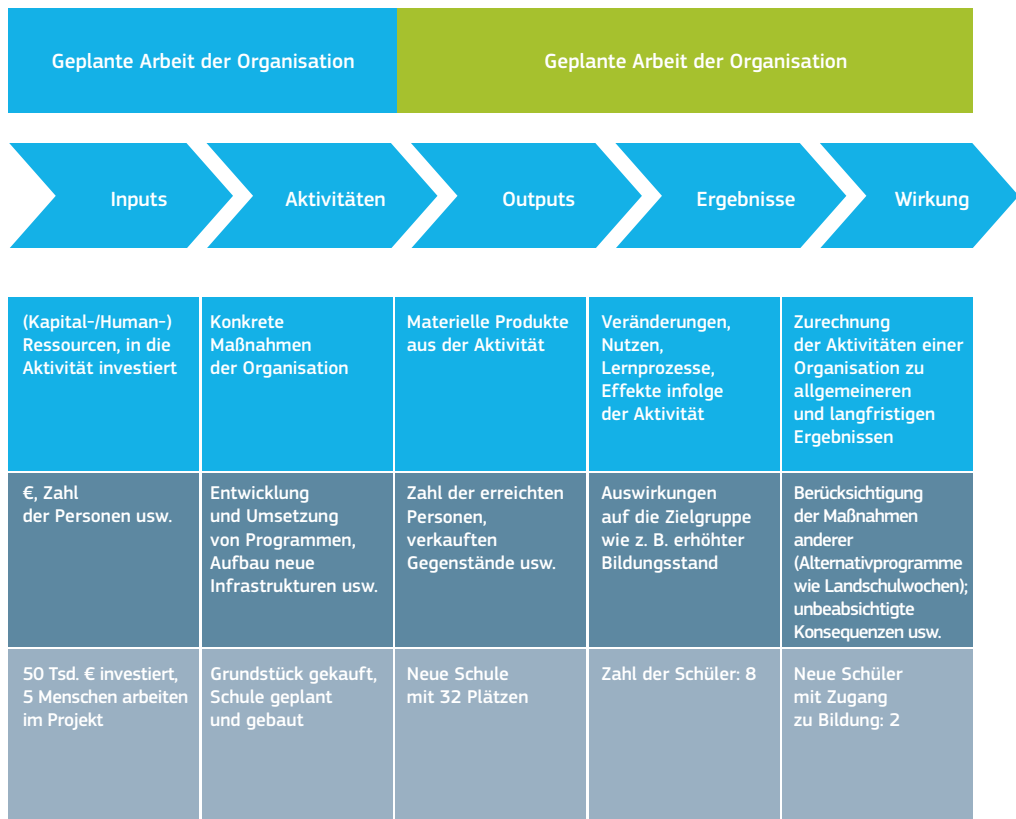 Geplante Arbeit der Organisation
Geplante Arbeit der Organisation
Inputs
Aktivitäten
Outputs
Ergebnisse
Wirkung
(Kapital-/Human-)
Ressourcen, in die
Aktivität investiert
Konkrete
Maßnahmen
der Organisation
Materielle Produkte
aus der Aktivität
Veränderungen,
Nutzen,
Lernprozesse,
Effekte infolge
der Aktivität
Zurechnung
der Aktivitäten einer
Organisation zu
allgemeineren
und langfristigen
Ergebnissen
€, Zahl
der Personen usw.
Entwicklung
und Umsetzung
von Programmen,
Aufbau neue
Infrastrukturen usw.
Zahl der erreichten
Personen,
verkauften
Gegenstände usw.
Auswirkungen
auf die Zielgruppe
wie z. B. erhöhter
Bildungsstand
Berücksichtigung
der Maßnahmen
anderer
(Alternativprogramme
wie Landschulwochen);
unbeabsichtigte
Konsequenzen usw.
50 Tsd. € investiert,
5 Menschen arbeiten
im Projekt
Grundstück gekauft,
Schule geplant
und gebaut
Neue Schule
mit 32 Plätzen
Zahl der Schüler: 8
Neue Schüler
mit Zugang
zu Bildung: 2